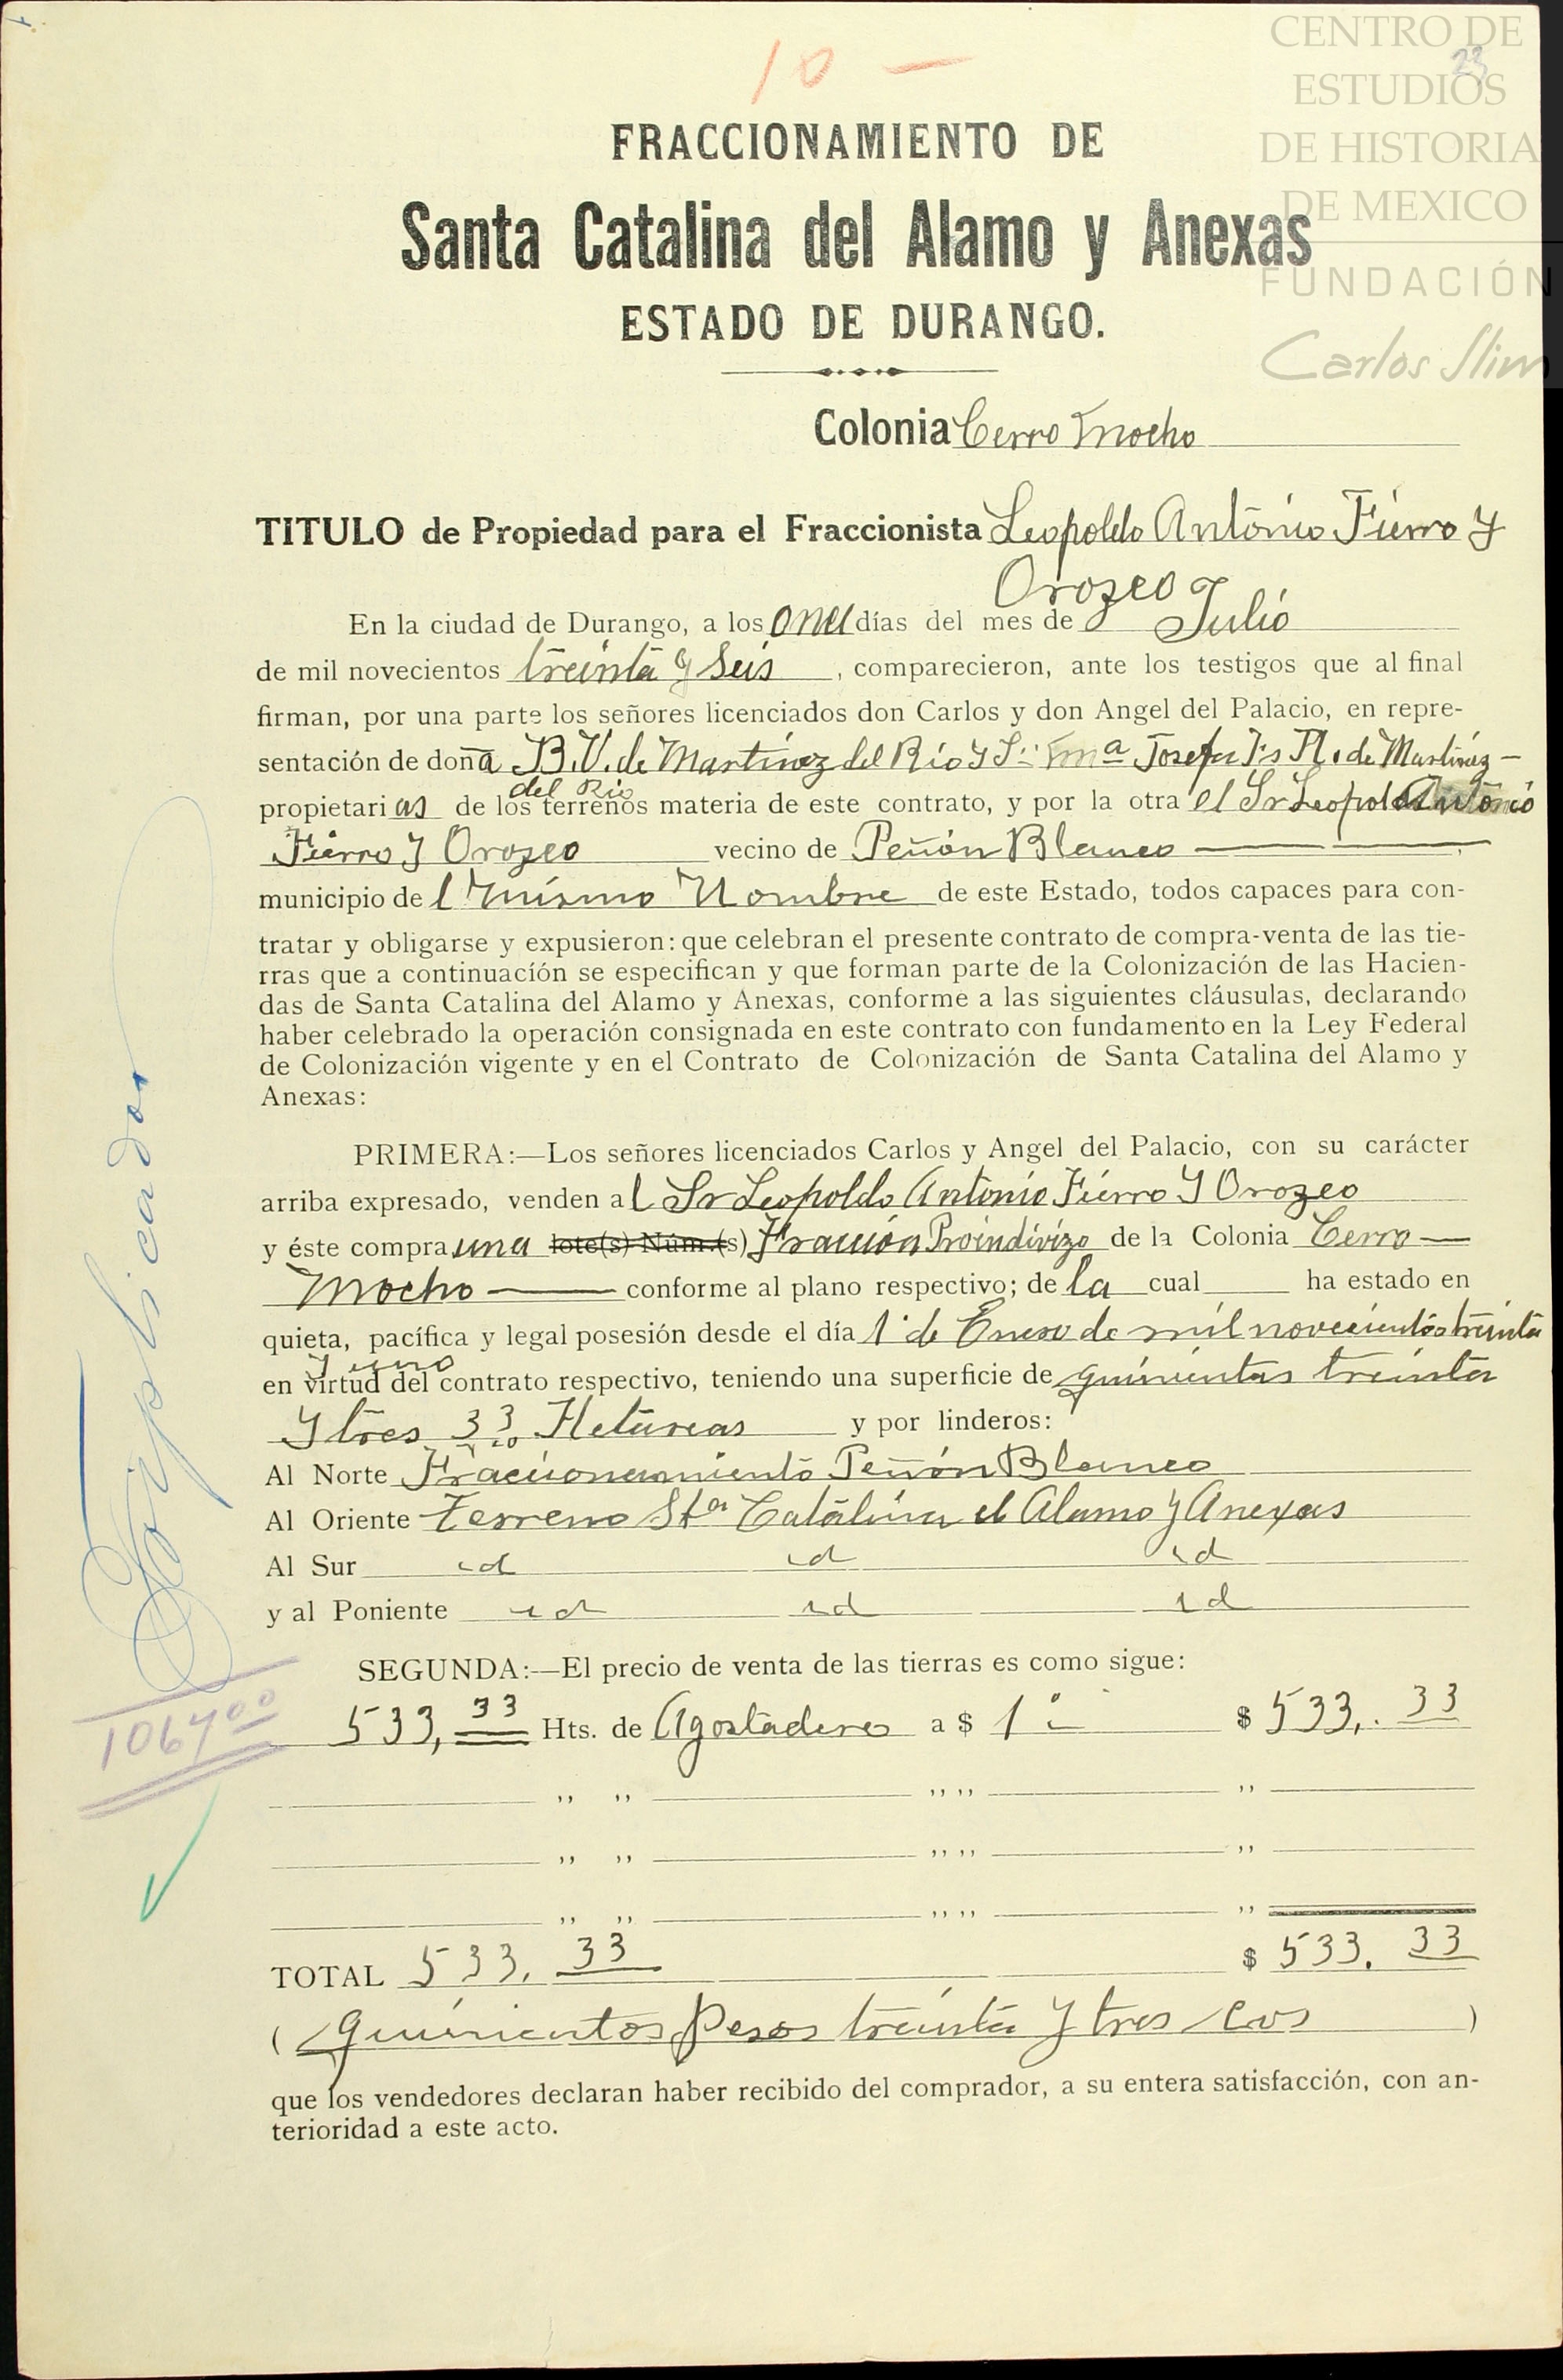 10 —
23
CENTRO DE
ESTUDIOS
DE HISTORIA
DE MEXICO
FUNDACIÓN
Carlos Slim
FRACCIONAMIENTO DE
Santa Catalina del Alamo y Anexas
ESTADO DE DURANGO.
Colonia Cerro Mocho
TITULO de Propiedad para el Fraccionista Leopoldo Antonio Fierro y
Orozco
En la ciudad de Durango, a los once días del mes de Julio
de mil novecientos treinta y seis, comparecieron, ante los testigos que al final
firman, por una parte los señores licenciados don Carlos y don Angel del Palacio, en repre-
sentación de doña B. V. de Martínez del Río y Josefa de Martínez —
del Río
propietarias de los terrenos materia de este contrato, y por la otra el Sr Leopoldo Antonio
Fierro y Orozco vecino de Peñón Blanco
municipio del Mismo Nombre de este Estado, todos capaces para con-
tratar y obligarse y expusieron: que celebran el presente contrato de compra-venta de las tie-
rras que a continuación se especifican y que forman parte de la Colonización de las Hacien-
das de Santa Catalina del Alamo y Anexas, conforme a las siguientes cláusulas, declarando
haber celebrado la operación consignada en este contrato con fundamento en la Ley Federal
de Colonización vigente y en el Contrato de Colonización de Santa Catalina del Alamo y
Anexas:
PRIMERA:—Los señores licenciados Carlos y Angel del Palacio, con su carácter
arriba expresado, venden al Sr Leopoldo Antonio Fierro y Orozco
y éste compra una lote(s) Núm.(s) Fracción Proindivizo de la Colonia Cerro —
Mocho — conforme al plano respectivo; de la cual ha estado en
quieta, pacífica y legal posesión desde el día 1° de Enero de mil novecientos treinta
y uno
en virtud del contrato respectivo, teniendo una superficie de quinientas treinta
y tres 33 Hetareas y por linderos:
Al Norte Fraccionamiento Peñón Blanco
Al Oriente terreno Sta Catalina el Alamo y Anexas
Al Sur id id id
y al Poniente id id id
SEGUNDA:—El precio de venta de las tierras es como sigue:
533, 33 Hts. de Agostadero a $ 1 $ 533,. 33
,, ,, ,, ,, ,,
,, ,, ,, ,, ,,
,, ,, ,, ,, ,,
TOTAL 533, 33 $ 533. 33
( quinientos pesos treinta y tres cvs )
que los vendedores declaran haber recibido del comprador, a su entera satisfacción, con an-
terioridad a este acto.
Duplicador
1064 00